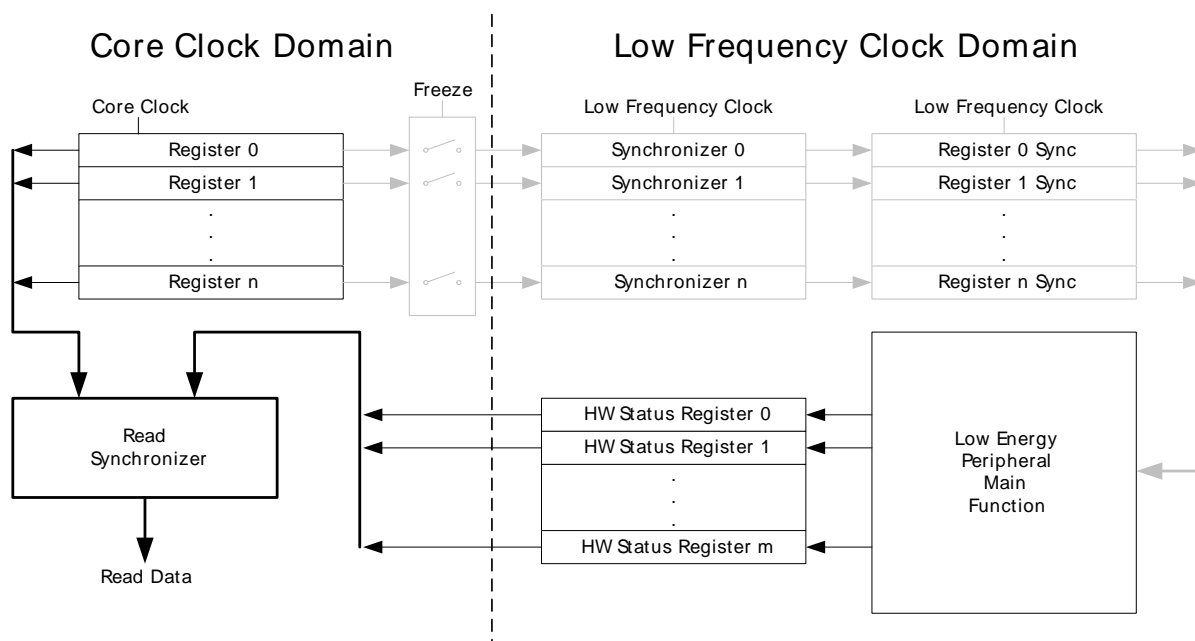 Core Clock Domain
Low Frequency Clock Domain
Freeze
Core Clock
Low Frequency Clock
Low Frequency Clock
Register 0
Synchronizer 0
Register 0 Sync
Register 1
Synchronizer 1
Register 1 Sync
.
.
.
.
.
.
.
.
.
Register n
Synchronizer n
Register n Sync
Read
Synchronizer
Read Data
HW Status Register 0
HW Status Register 1
.
.
.
HW Status Register m
Low Energy
Peripheral
Main
Function